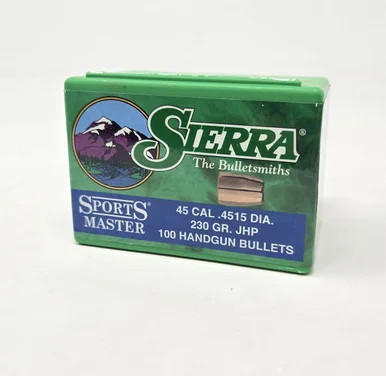 SIERRA®
The Bulletsmiths
SPORTS®
MASTER
45 CAL .4515 DIA.
230 GR. JHP
100 HANDGUN BULLETS